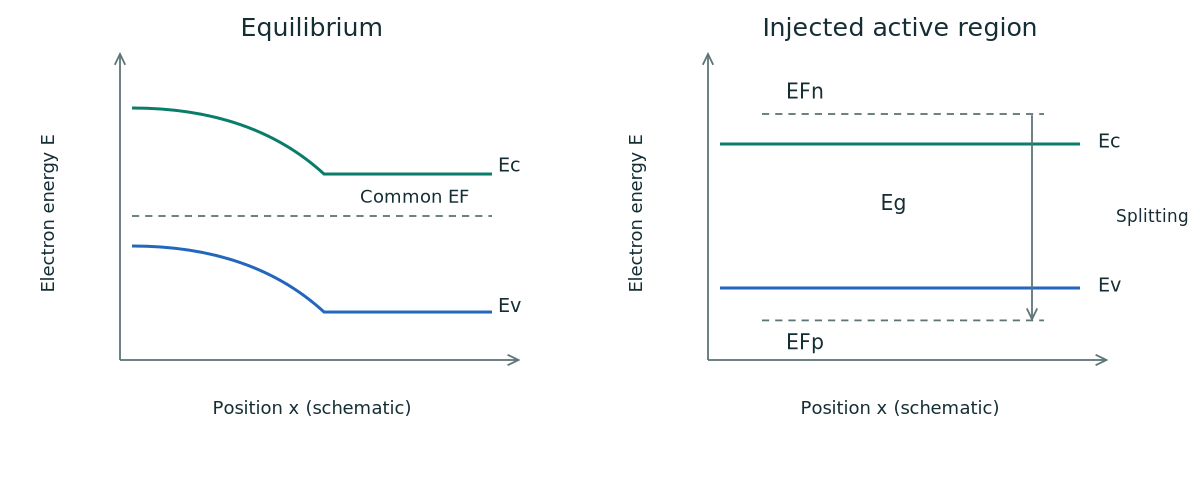 Equilibrium
Electron energy E
Ec
Common EF
Ev
Position x (schematic)
Injected active region
Electron energy E
EFn
Ec
Eg
Splitting
Ev
EFp
Position x (schematic)